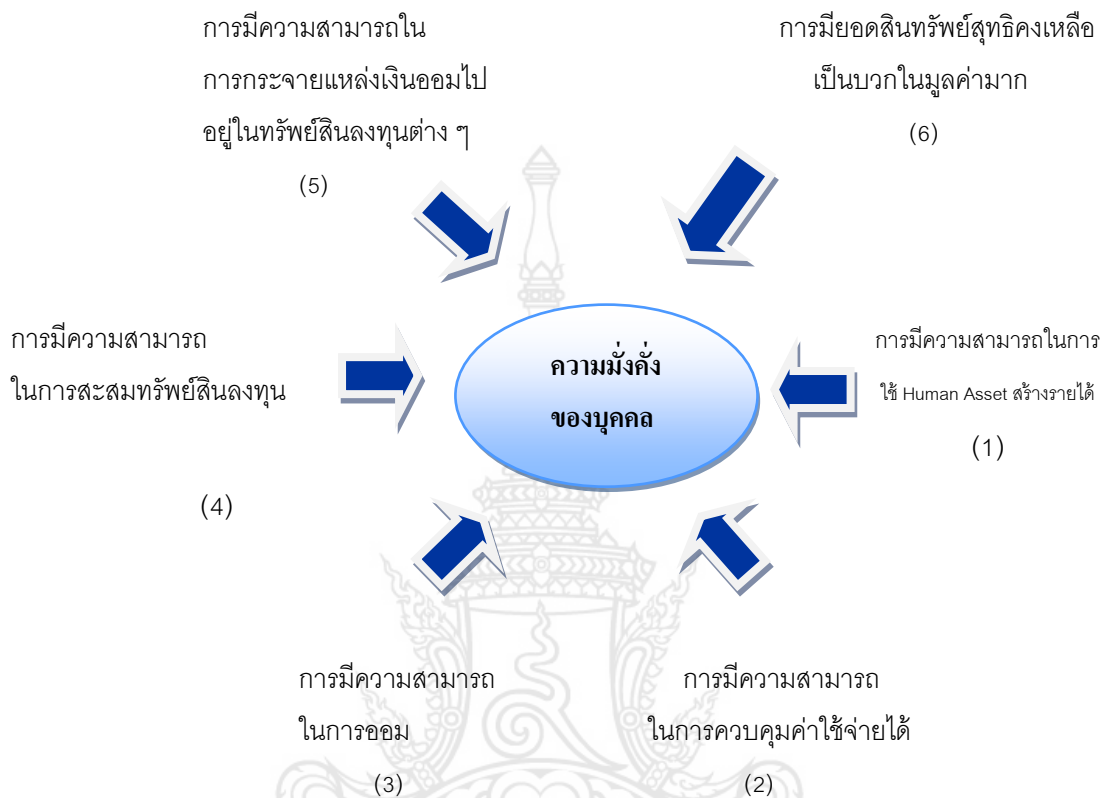 การมีความสามารถใน
การกระจายแหล่งเงินออมไป
อยู่ในทรัพย์สินลงทุนต่าง ๆ
(5)
การมียอดสินทรัพย์สุทธิคงเหลือ
เป็นบวกในมูลค่ามาก
(6)
การมีความสามารถ
ในการสะสมทรัพย์สินลงทุน
(4)
ความมั่งคั่ง
ของบุคคล
การมีความสามารถในการ
ใช้ Human Asset สร้างรายได้
(1)
การมีความสามารถ
ในการออม
(3)
การมีความสามารถ
ในการควบคุมค่าใช้จ่ายได้
(2)